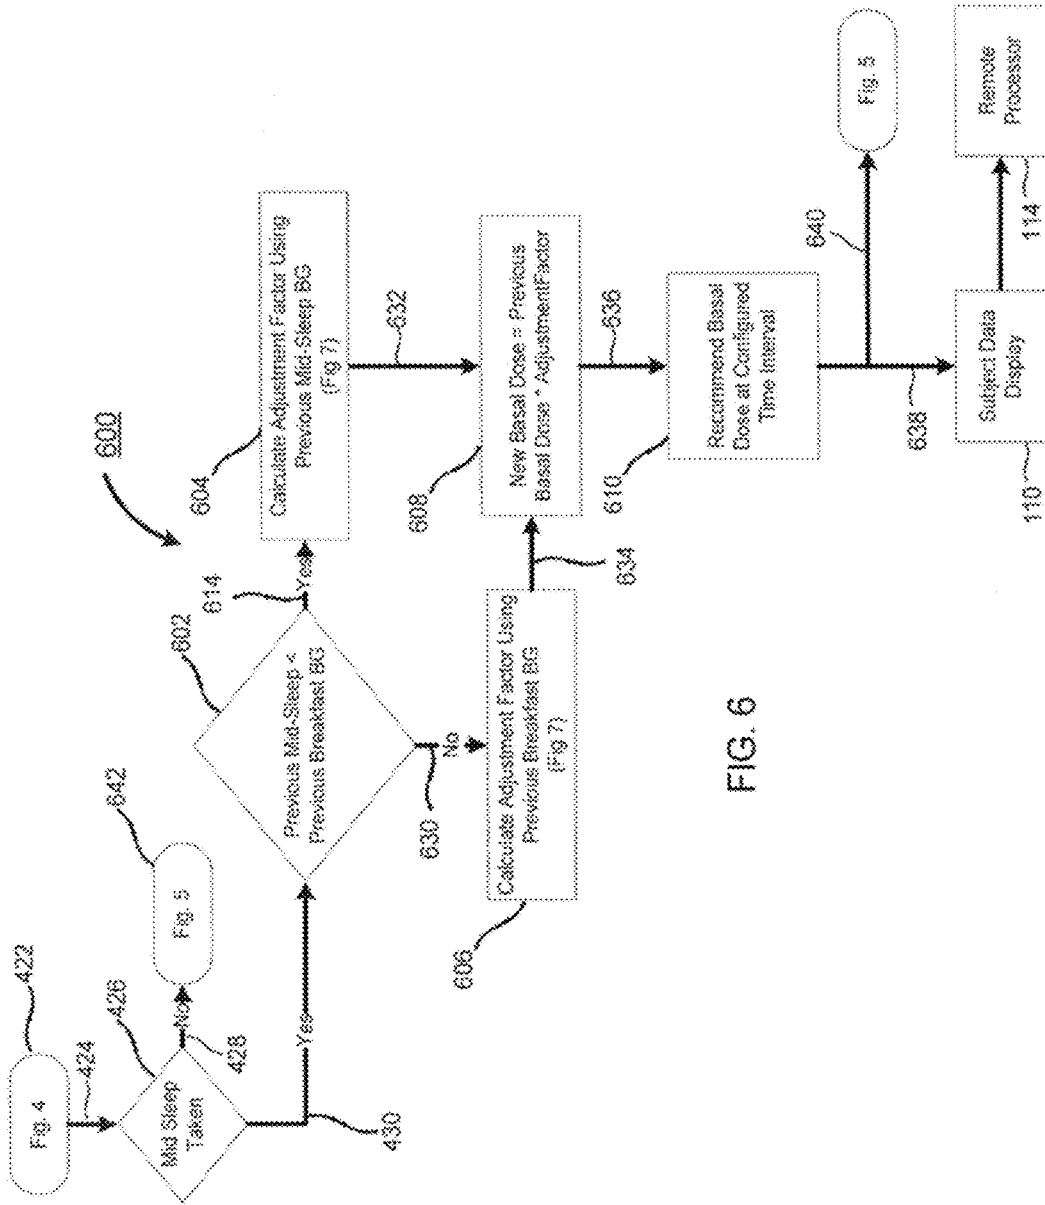 600
Fig. 4
422
424
Mid Sleep
Taken
426
No
428
Fig. 5
642
Yes
430
Previous Mid-Sleep <
Previous Breakfast BG
602
Yes
614
Calculate Adjustment Factor Using
Previous Mid-Sleep BG
(Fig 7)
604
632
No
630
Calculate Adjustment Factor Using
Previous Breakfast BG
(Fig 7)
606
634
New Basal Dose = Previous
Basal Dose * AdjustmentFactor
608
636
Recommend Basal
Dose at Configured
Time Interval
610
640
Fig. 5
638
Subject Data
Display
110
Remote
Processor
114
FIG. 6